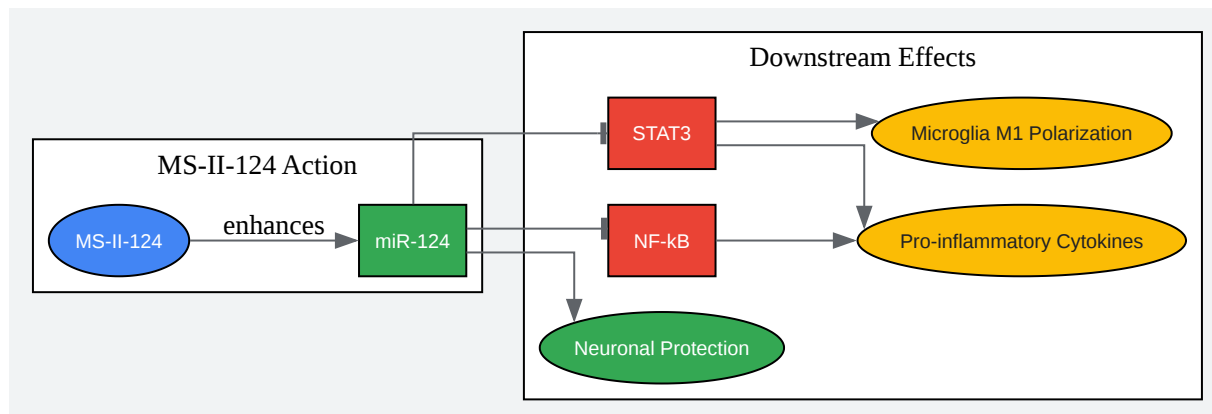 MS-II-124 Action
MS-II-124
enhances
miR-124
Downstream Effects
STAT3
Microglia M1 Polarization
NF-kB
Pro-inflammatory Cytokines
Neuronal Protection